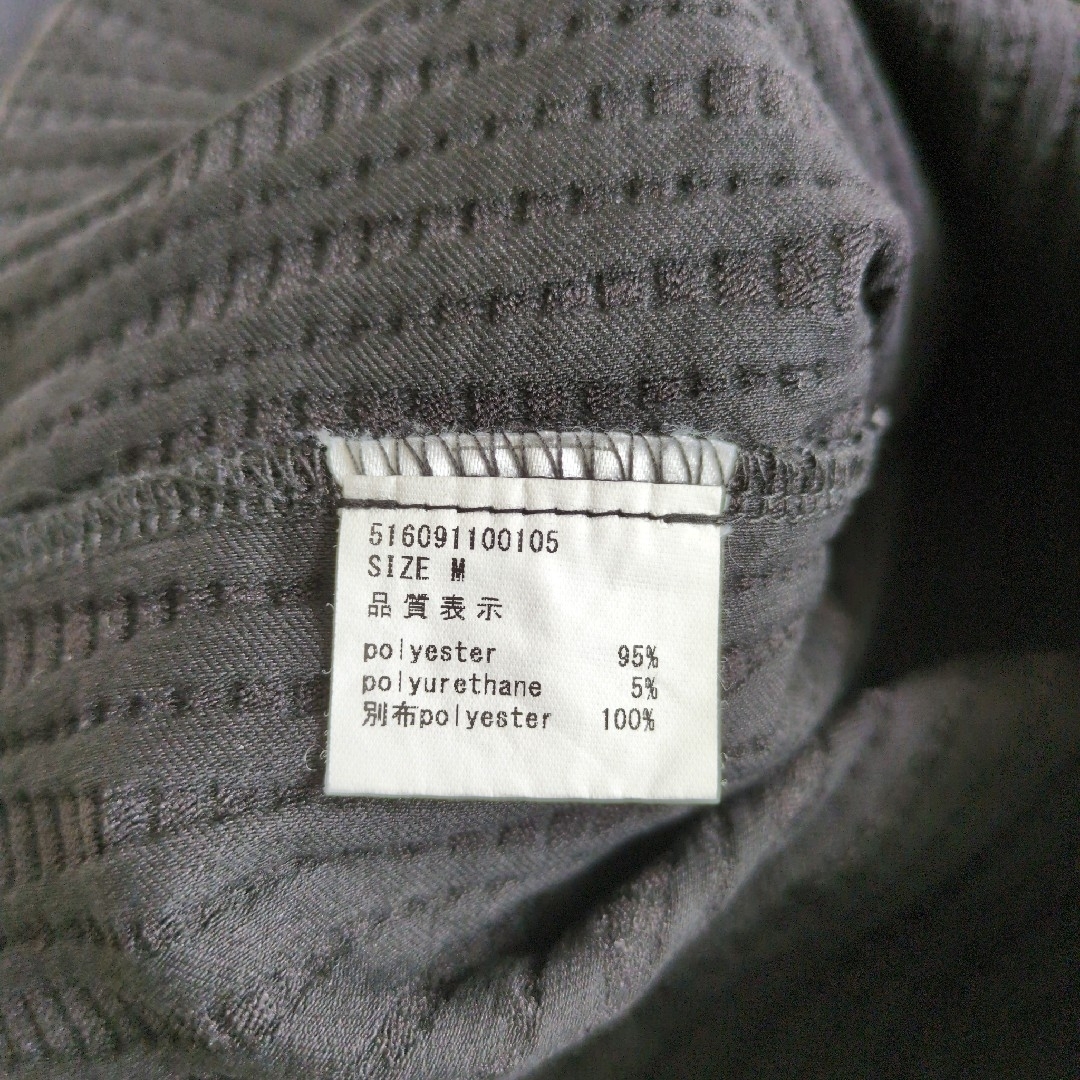 516091100105
SIZE M
品質表示
polyester 95%
polyurethane 5%
別布polyester 100%